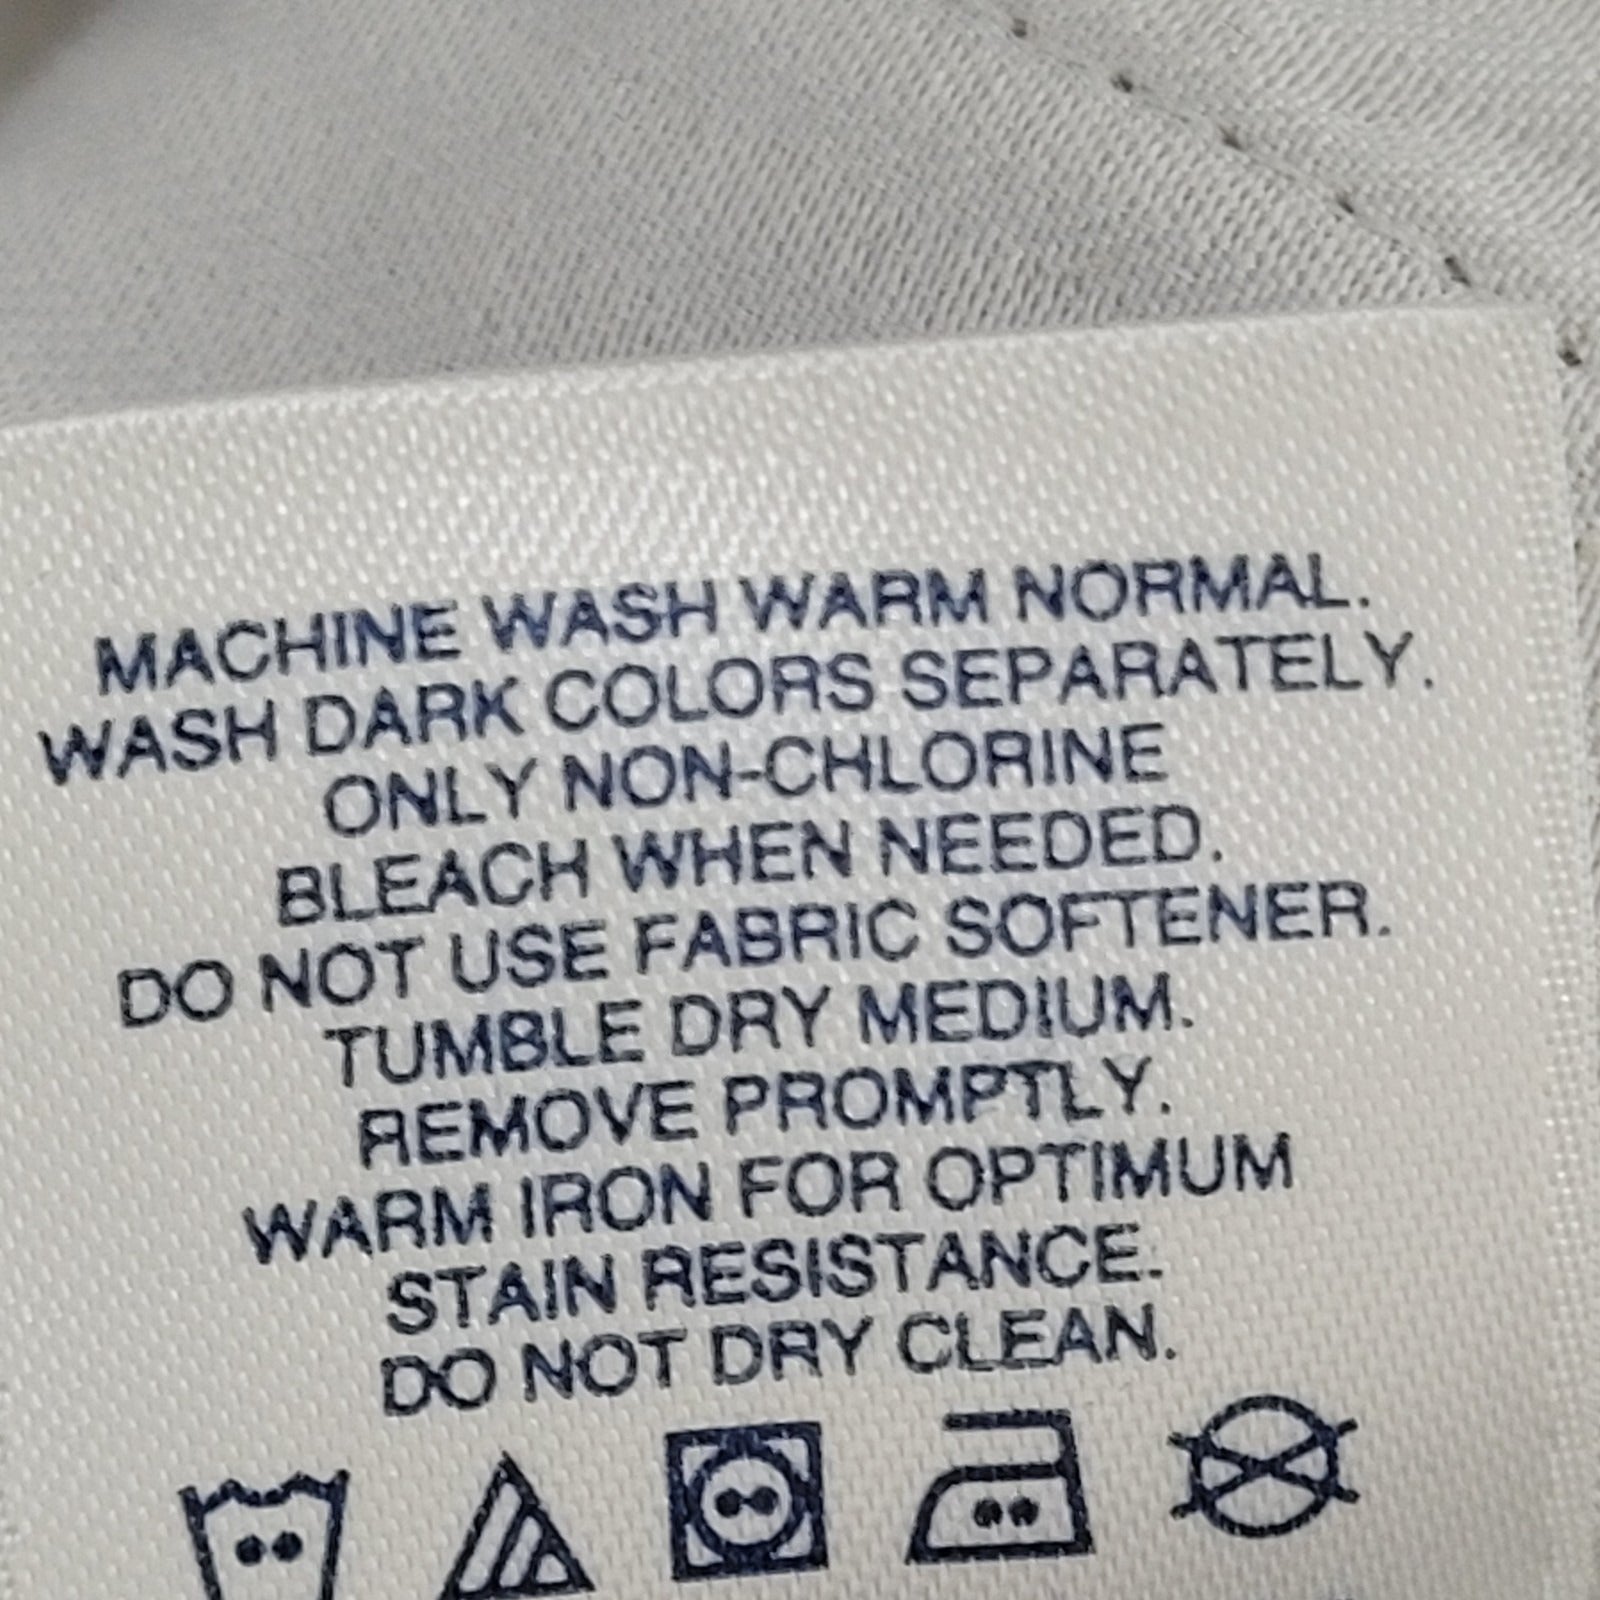 MACHINE WASH WARM NORMAL.
WASH DARK COLORS SEPARATELY.
ONLY NON-CHLORINE
BLEACH WHEN NEEDED.
DO NOT USE FABRIC SOFTENER.
TUMBLE DRY MEDIUM.
REMOVE PROMPTLY.
WARM IRON FOR OPTIMUM
STAIN RESISTANCE.
DO NOT DRY CLEAN.